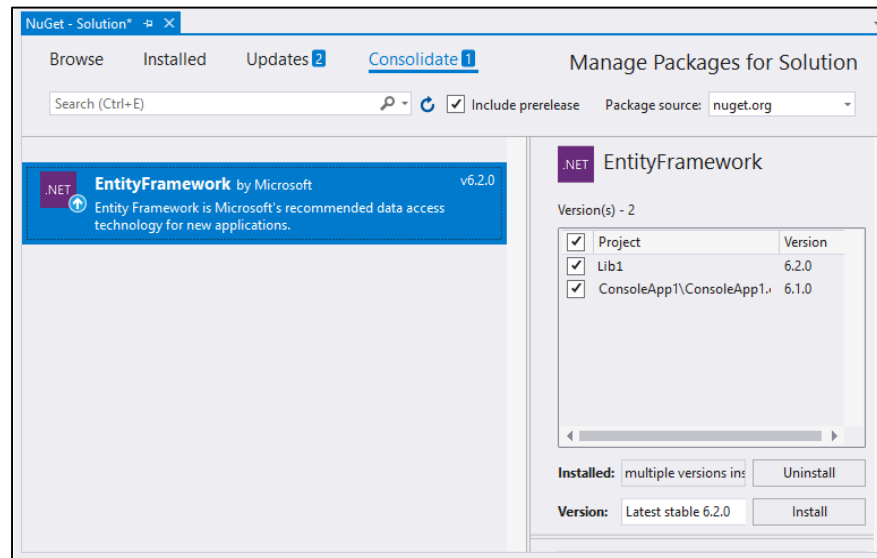 NuGet - Solution*
Browse Installed Updates 2 Consolidate 1 Manage Packages for Solution
Search (Ctrl+E) Include prerelease Package source: nuget.org
.NET EntityFramework by Microsoft v6.2.0
Entity Framework is Microsoft's recommended data access
technology for new applications.
.NET EntityFramework
Version(s) - 2
Project Version
Lib1 6.2.0
ConsoleApp1\ConsoleApp1. 6.1.0
Installed: multiple versions ins Uninstall
Version: Latest stable 6.2.0 Install